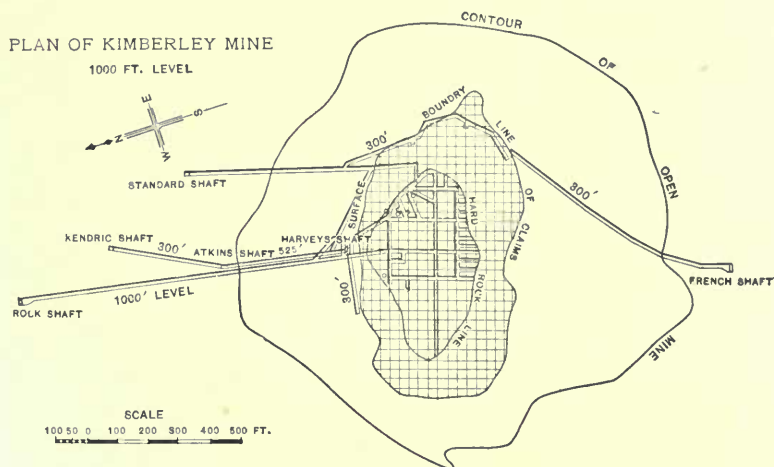 PLAN OF KIMBERLEY MINE
1000 FT. LEVEL
N
E
S
W
CONTOUR
OF
OPEN
MINE
SURFACE
BOUNDRY
LINE
OF
CLAIMS
300'
STANDARD SHAFT
300'
KENDRIC SHAFT
300'
ATKINS SHAFT
525'
HARVEYS SHAFT
1000' LEVEL
ROCK SHAFT
300'
HARD
ROCK
LINE
FRENCH SHAFT
SCALE
100 50 0 100 200 300 400 500 FT.